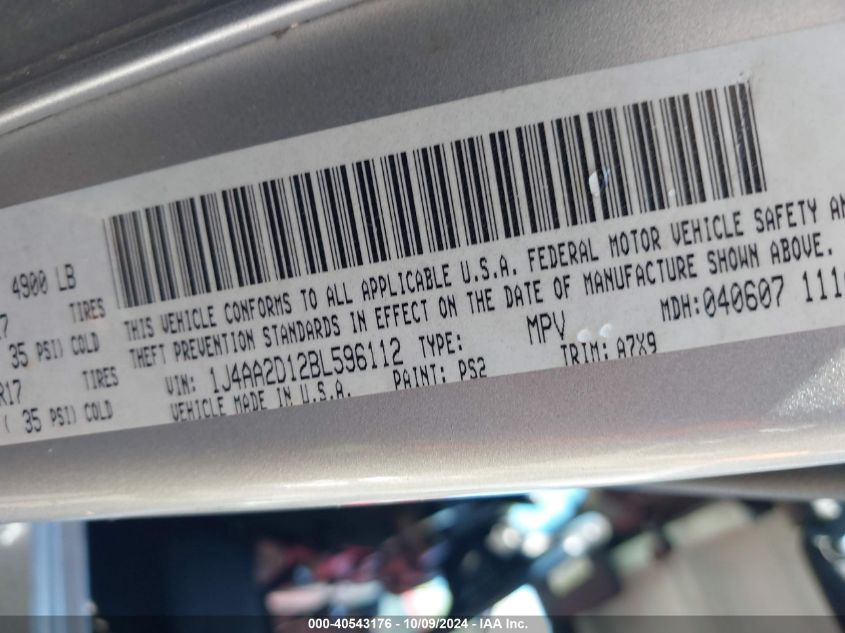 4900 LB
TIRES
35 PSI) COLD
R17 TIRES
( 35 PSI) COLD
THIS VEHICLE CONFORMS TO ALL APPLICABLE U.S.A. FEDERAL MOTOR VEHICLE SAFETY
THEFT PREVENTION STANDARDS IN EFFECT ON THE DATE OF MANUFACTURE SHOWN ABOVE.
VIN: 1J4AA2D12BL596112 TYPE: MPV MDH:040607 111
VEHICLE MADE IN U.S.A. PAINT: PS2 TRIM: A7X9
000-40543176 - 10/09/2024 - IAA Inc.